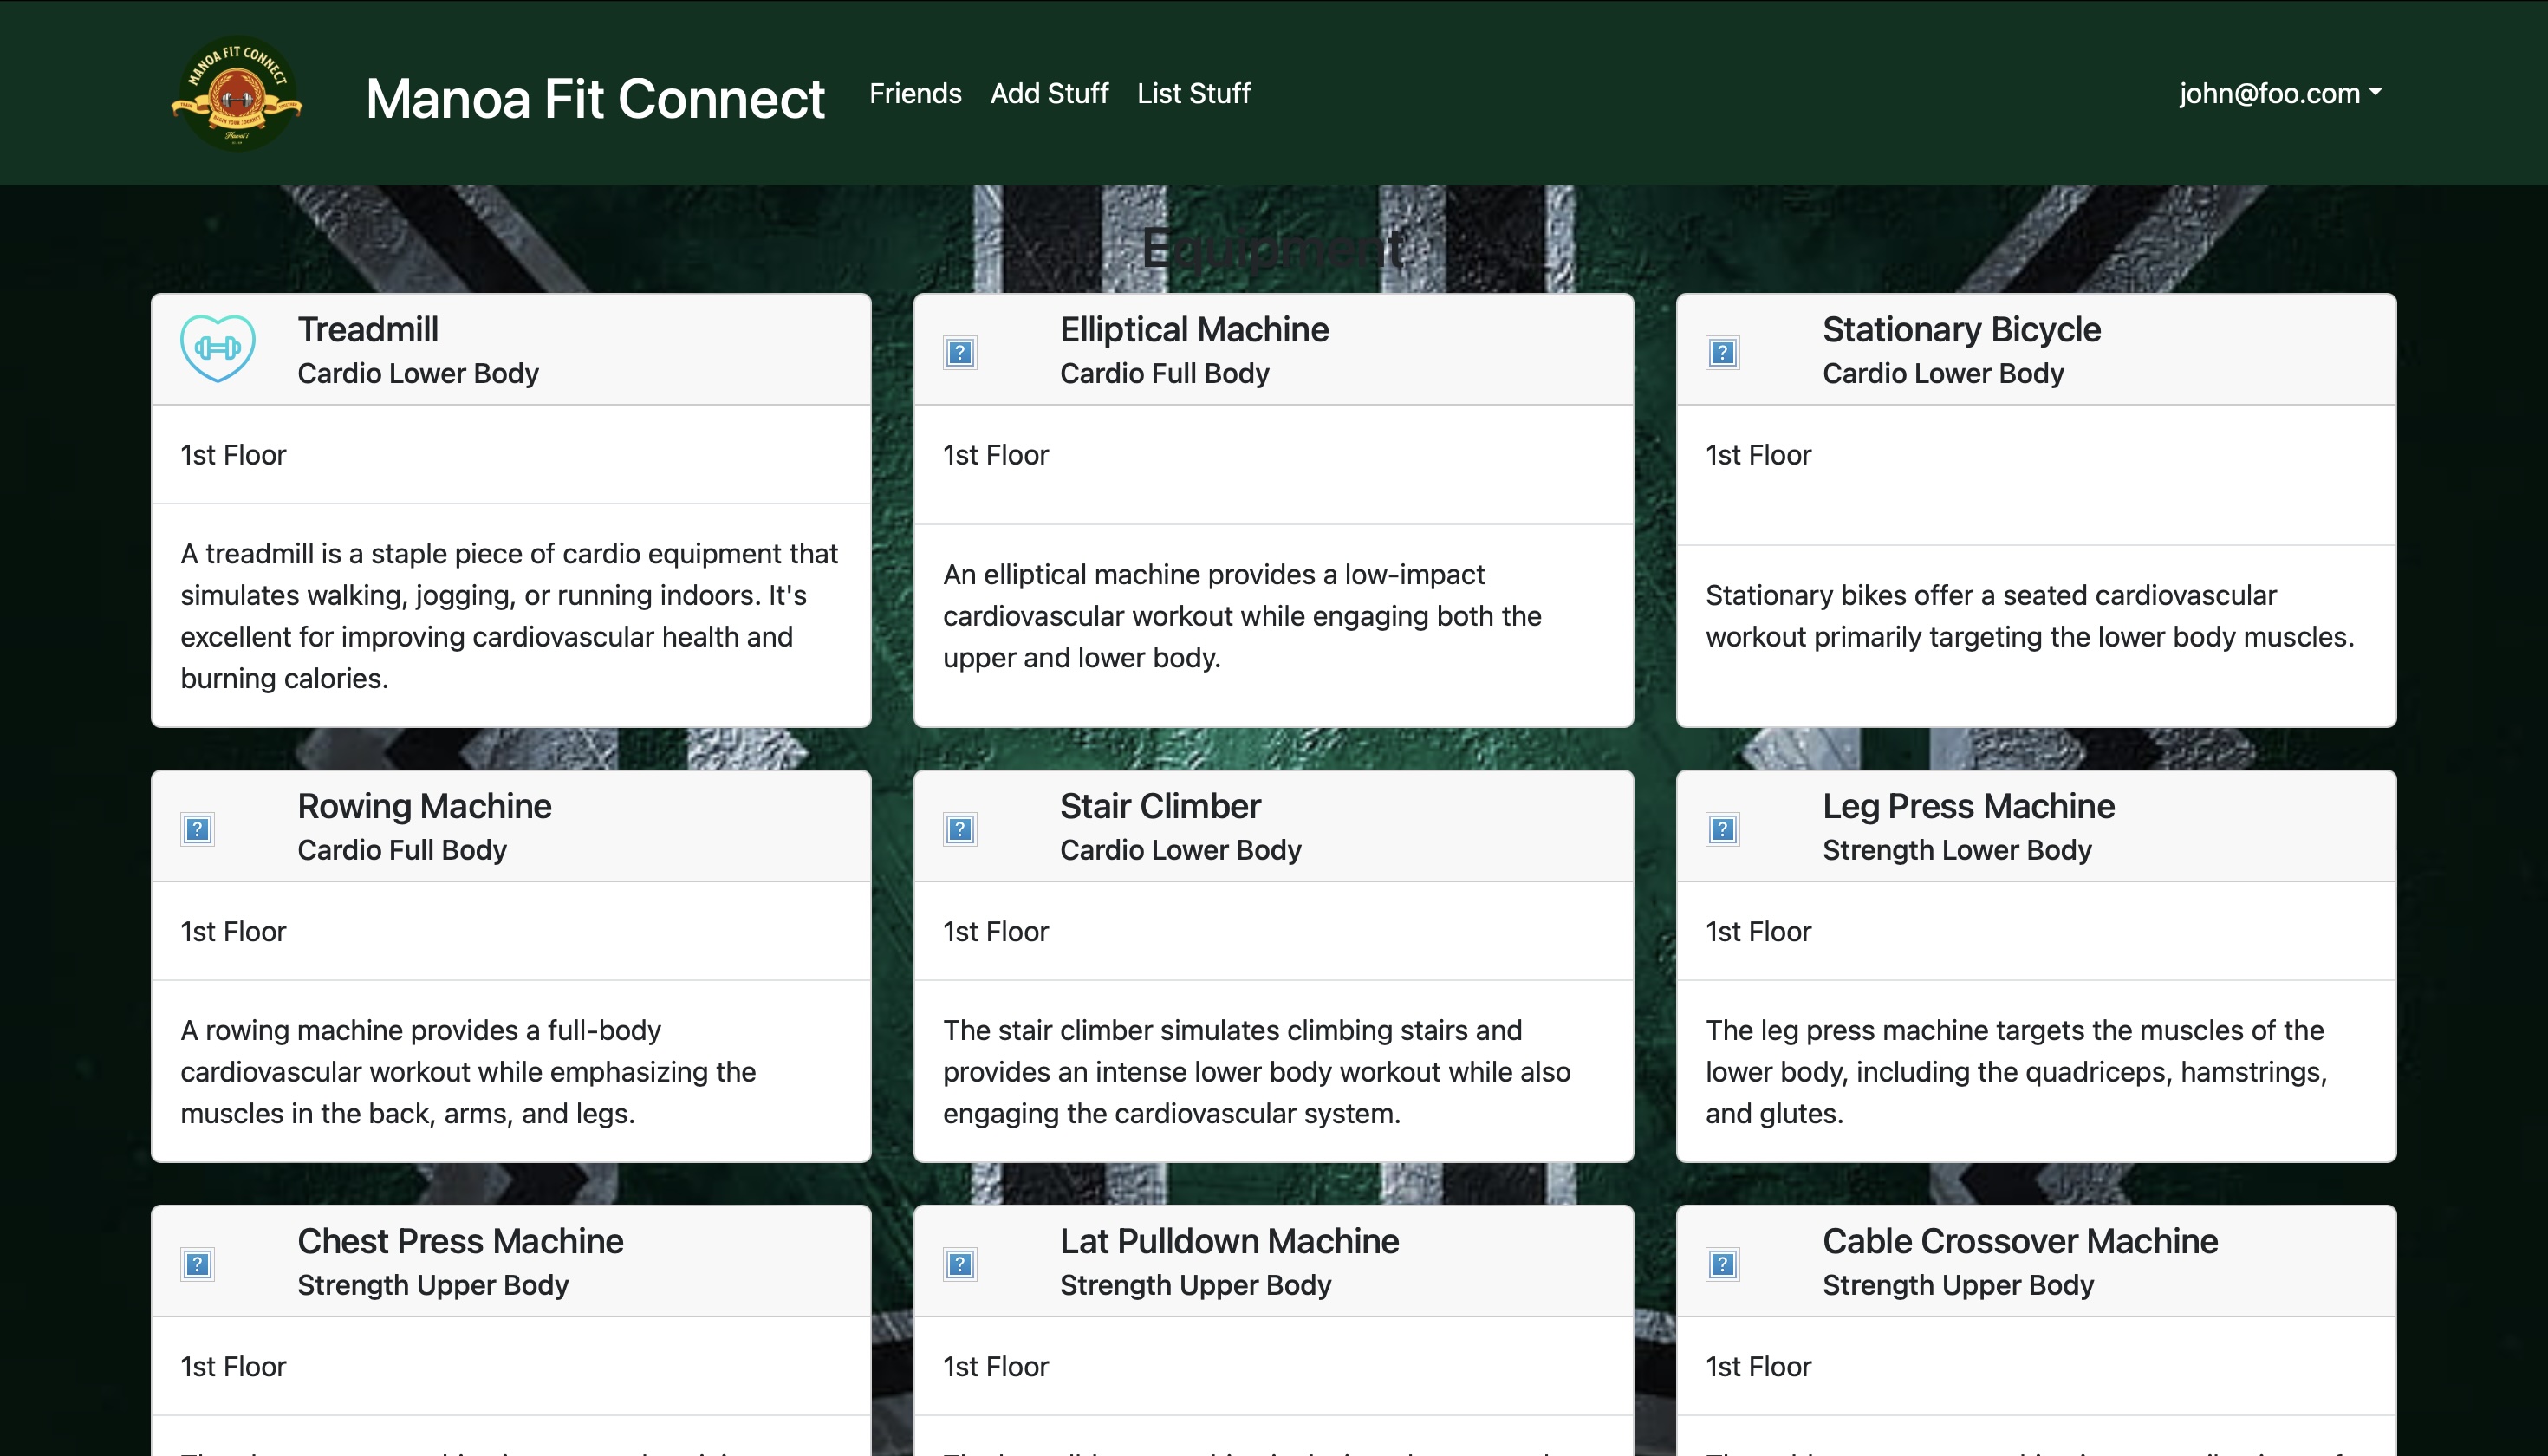 MANOA FIT CONNECT
Hawai'i
Manoa Fit Connect
Friends
Add Stuff
List Stuff
john@foo.com
Equipment
Treadmill
Cardio Lower Body
1st Floor
A treadmill is a staple piece of cardio equipment that
simulates walking, jogging, or running indoors. It's
excellent for improving cardiovascular health and
burning calories.
Elliptical Machine
Cardio Full Body
1st Floor
An elliptical machine provides a low-impact
cardiovascular workout while engaging both the
upper and lower body.
Stationary Bicycle
Cardio Lower Body
1st Floor
Stationary bikes offer a seated cardiovascular
workout primarily targeting the lower body muscles.
Rowing Machine
Cardio Full Body
1st Floor
A rowing machine provides a full-body
cardiovascular workout while emphasizing the
muscles in the back, arms, and legs.
Stair Climber
Cardio Lower Body
1st Floor
The stair climber simulates climbing stairs and
provides an intense lower body workout while also
engaging the cardiovascular system.
Leg Press Machine
Strength Lower Body
1st Floor
The leg press machine targets the muscles of the
lower body, including the quadriceps, hamstrings,
and glutes.
Chest Press Machine
Strength Upper Body
1st Floor
Lat Pulldown Machine
Strength Upper Body
1st Floor
Cable Crossover Machine
Strength Upper Body
1st Floor